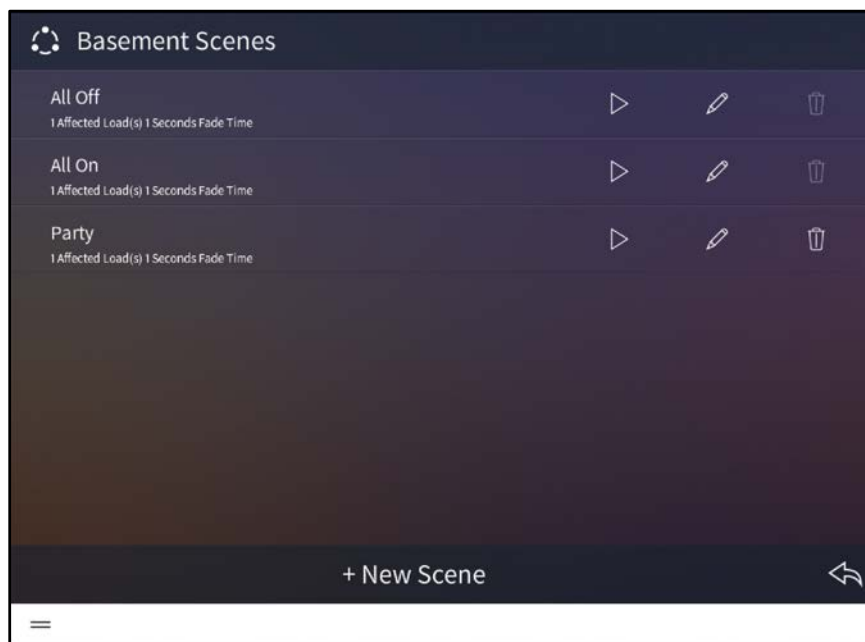 Basement Scenes
All Off
1 Affected Load(s) 1 Seconds Fade Time
All On
1 Affected Load(s) 1 Seconds Fade Time
Party
1 Affected Load(s) 1 Seconds Fade Time
+ New Scene